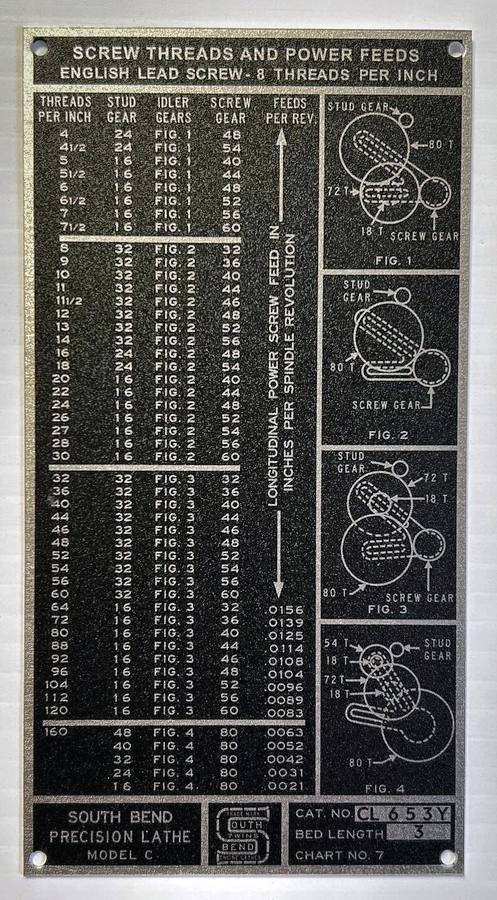 SCREW THREADS AND POWER FEEDS
ENGLISH LEAD SCREW - 8 THREADS PER INCH
THREADS PER INCH STUD GEAR IDLER GEARS SCREW GEAR FEEDS PER REV.
4 24 FIG. 1 48
4 1/2 24 FIG. 1 54
5 16 FIG. 1 40
5 1/2 16 FIG. 1 44
6 16 FIG. 1 48
6 1/2 16 FIG. 1 52
7 16 FIG. 1 56
7 1/2 16 FIG. 1 60
8 32 FIG. 2 32
9 32 FIG. 2 36
10 32 FIG. 2 40
11 32 FIG. 2 44
11 1/2 32 FIG. 2 46
12 32 FIG. 2 48
13 32 FIG. 2 52
14 32 FIG. 2 56
16 24 FIG. 2 48
18 24 FIG. 2 54
20 16 FIG. 2 40
22 16 FIG. 2 44
24 16 FIG. 2 48
26 16 FIG. 2 52
27 16 FIG. 2 54
28 16 FIG. 2 56
30 16 FIG. 2 60
32 32 FIG. 3 32
36 32 FIG. 3 36
40 32 FIG. 3 40
44 32 FIG. 3 44
46 32 FIG. 3 46
48 32 FIG. 3 48
52 32 FIG. 3 52
54 32 FIG. 3 54
56 32 FIG. 3 56
60 32 FIG. 3 60
64 16 FIG. 3 32 .0156
72 16 FIG. 3 36 .0139
80 16 FIG. 3 40 .0125
88 16 FIG. 3 44 .0114
92 16 FIG. 3 46 .0108
96 16 FIG. 3 48 .0104
104 16 FIG. 3 52 .0096
112 16 FIG. 3 56 .0089
120 16 FIG. 3 60 .0083
160 48 FIG. 4 80 .0063
40 FIG. 4 80 .0052
32 FIG. 4 80 .0042
24 FIG. 4 80 .0031
16 FIG. 4 80 .0021
LONGITUDINAL POWER SCREW FEED IN
INCHES PER SPINDLE REVOLUTION
STUD GEAR
80 T
72 T
18 T
SCREW GEAR
FIG. 1
STUD
GEAR
80 T
SCREW GEAR
FIG. 2
STUD
GEAR
72 T
18 T
80 T
SCREW GEAR
FIG. 3
54 T
STUD
GEAR
18 T
72 T
18 T
80 T
FIG. 4
SOUTH BEND
PRECISION LATHE
MODEL C
TRADE MARK
SOUTH
TWINS
BEND
ENGINE LATHES
CAT. NO. CL 653Y
BED LENGTH 3
CHART NO. 7